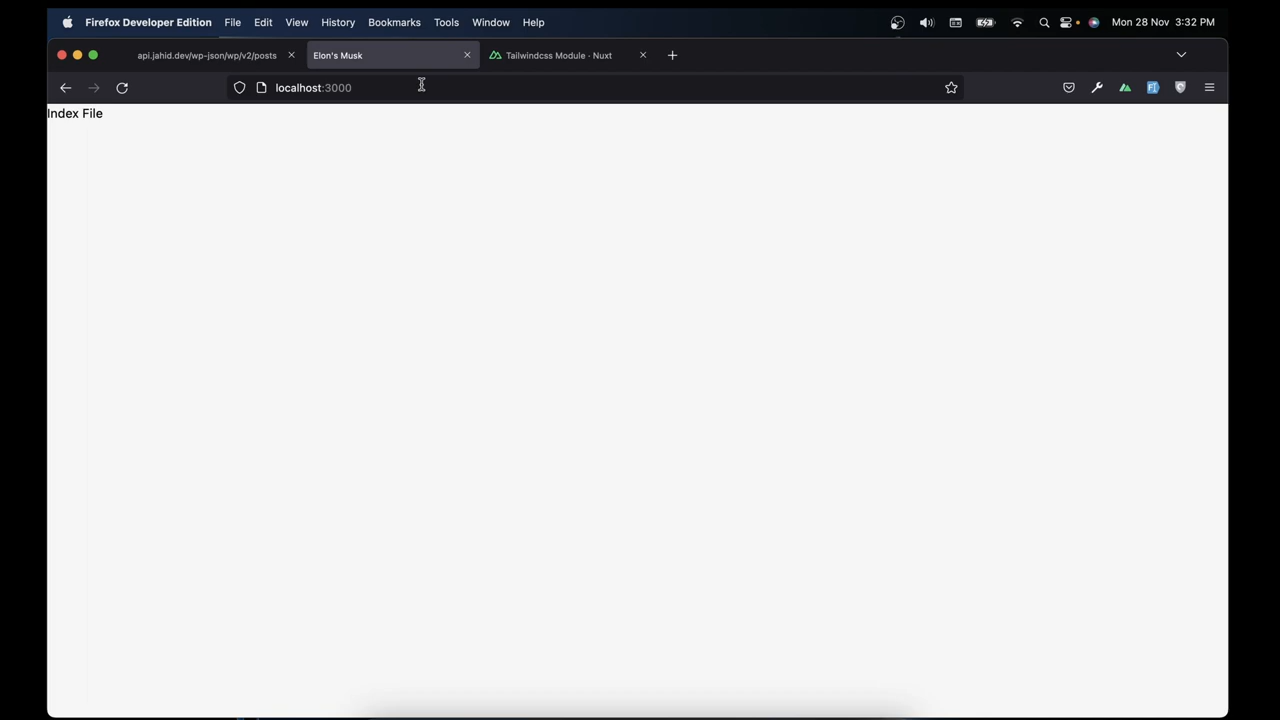 Firefox Developer Edition File Edit View History Bookmarks Tools Window Help Mon 28 Nov 3:32 PM
api.jahid.dev/wp-json/wp/v2/posts Elon's Musk Tailwindcss Module · Nuxt
localhost:3000
Index File